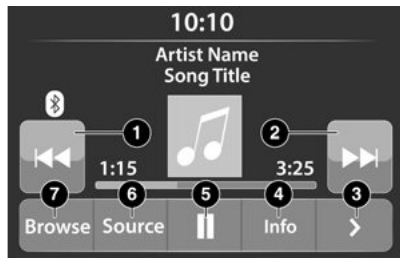 10:10
Artist Name
Song Title
1
2
1:15
3:25
7
6
5
4
3
Browse
Source
Info